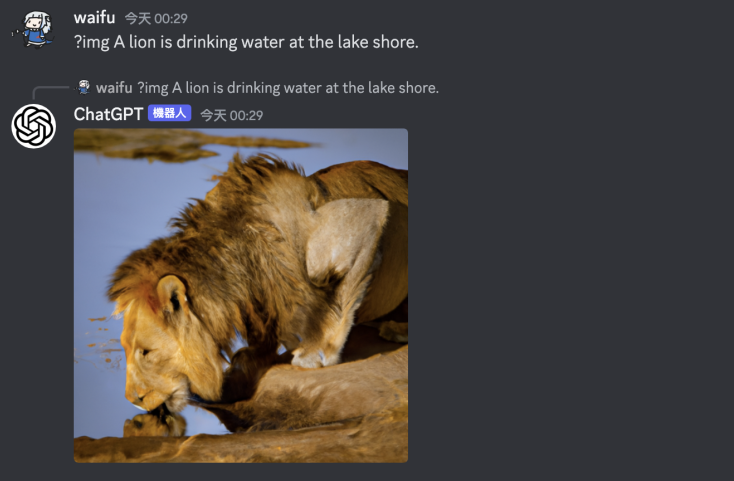 waifu 今天 00:29
?img A lion is drinking water at the lake shore.
waifu ?img A lion is drinking water at the lake shore.
ChatGPT 機器人 今天 00:29